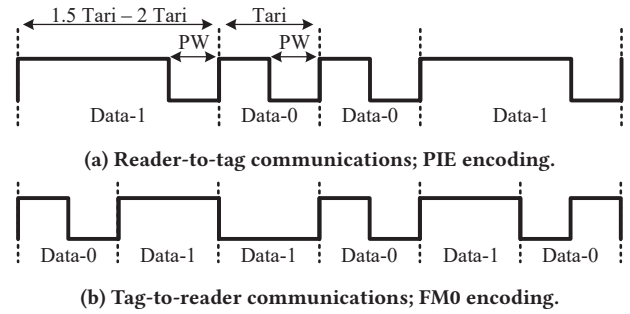 1.5 Tari – 2 Tari Tari
PW PW
Data-1 Data-0 Data-0 Data-1
(a) Reader-to-tag communications; PIE encoding.
Data-0 Data-1 Data-1 Data-0 Data-1 Data-0
(b) Tag-to-reader communications; FM0 encoding.